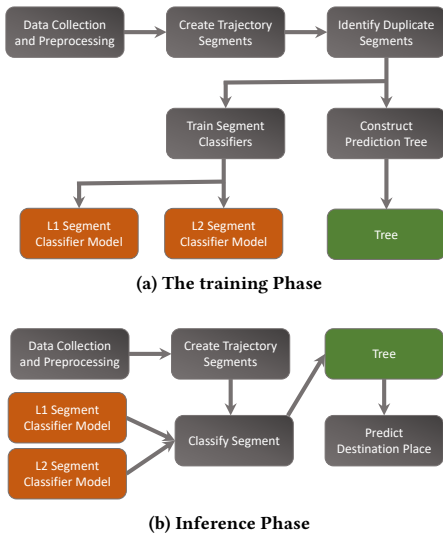 Data Collection
and Preprocessing
Create Trajectory
Segments
Identify Duplicate
Segments
Train Segment
Classifiers
Construct
Prediction Tree
L1 Segment
Classifier Model
L2 Segment
Classifier Model
Tree
(a) The training Phase
Data Collection
and Preprocessing
Create Trajectory
Segments
Tree
L1 Segment
Classifier Model
L2 Segment
Classifier Model
Classify Segment
Predict
Destination Place
(b) Inference Phase